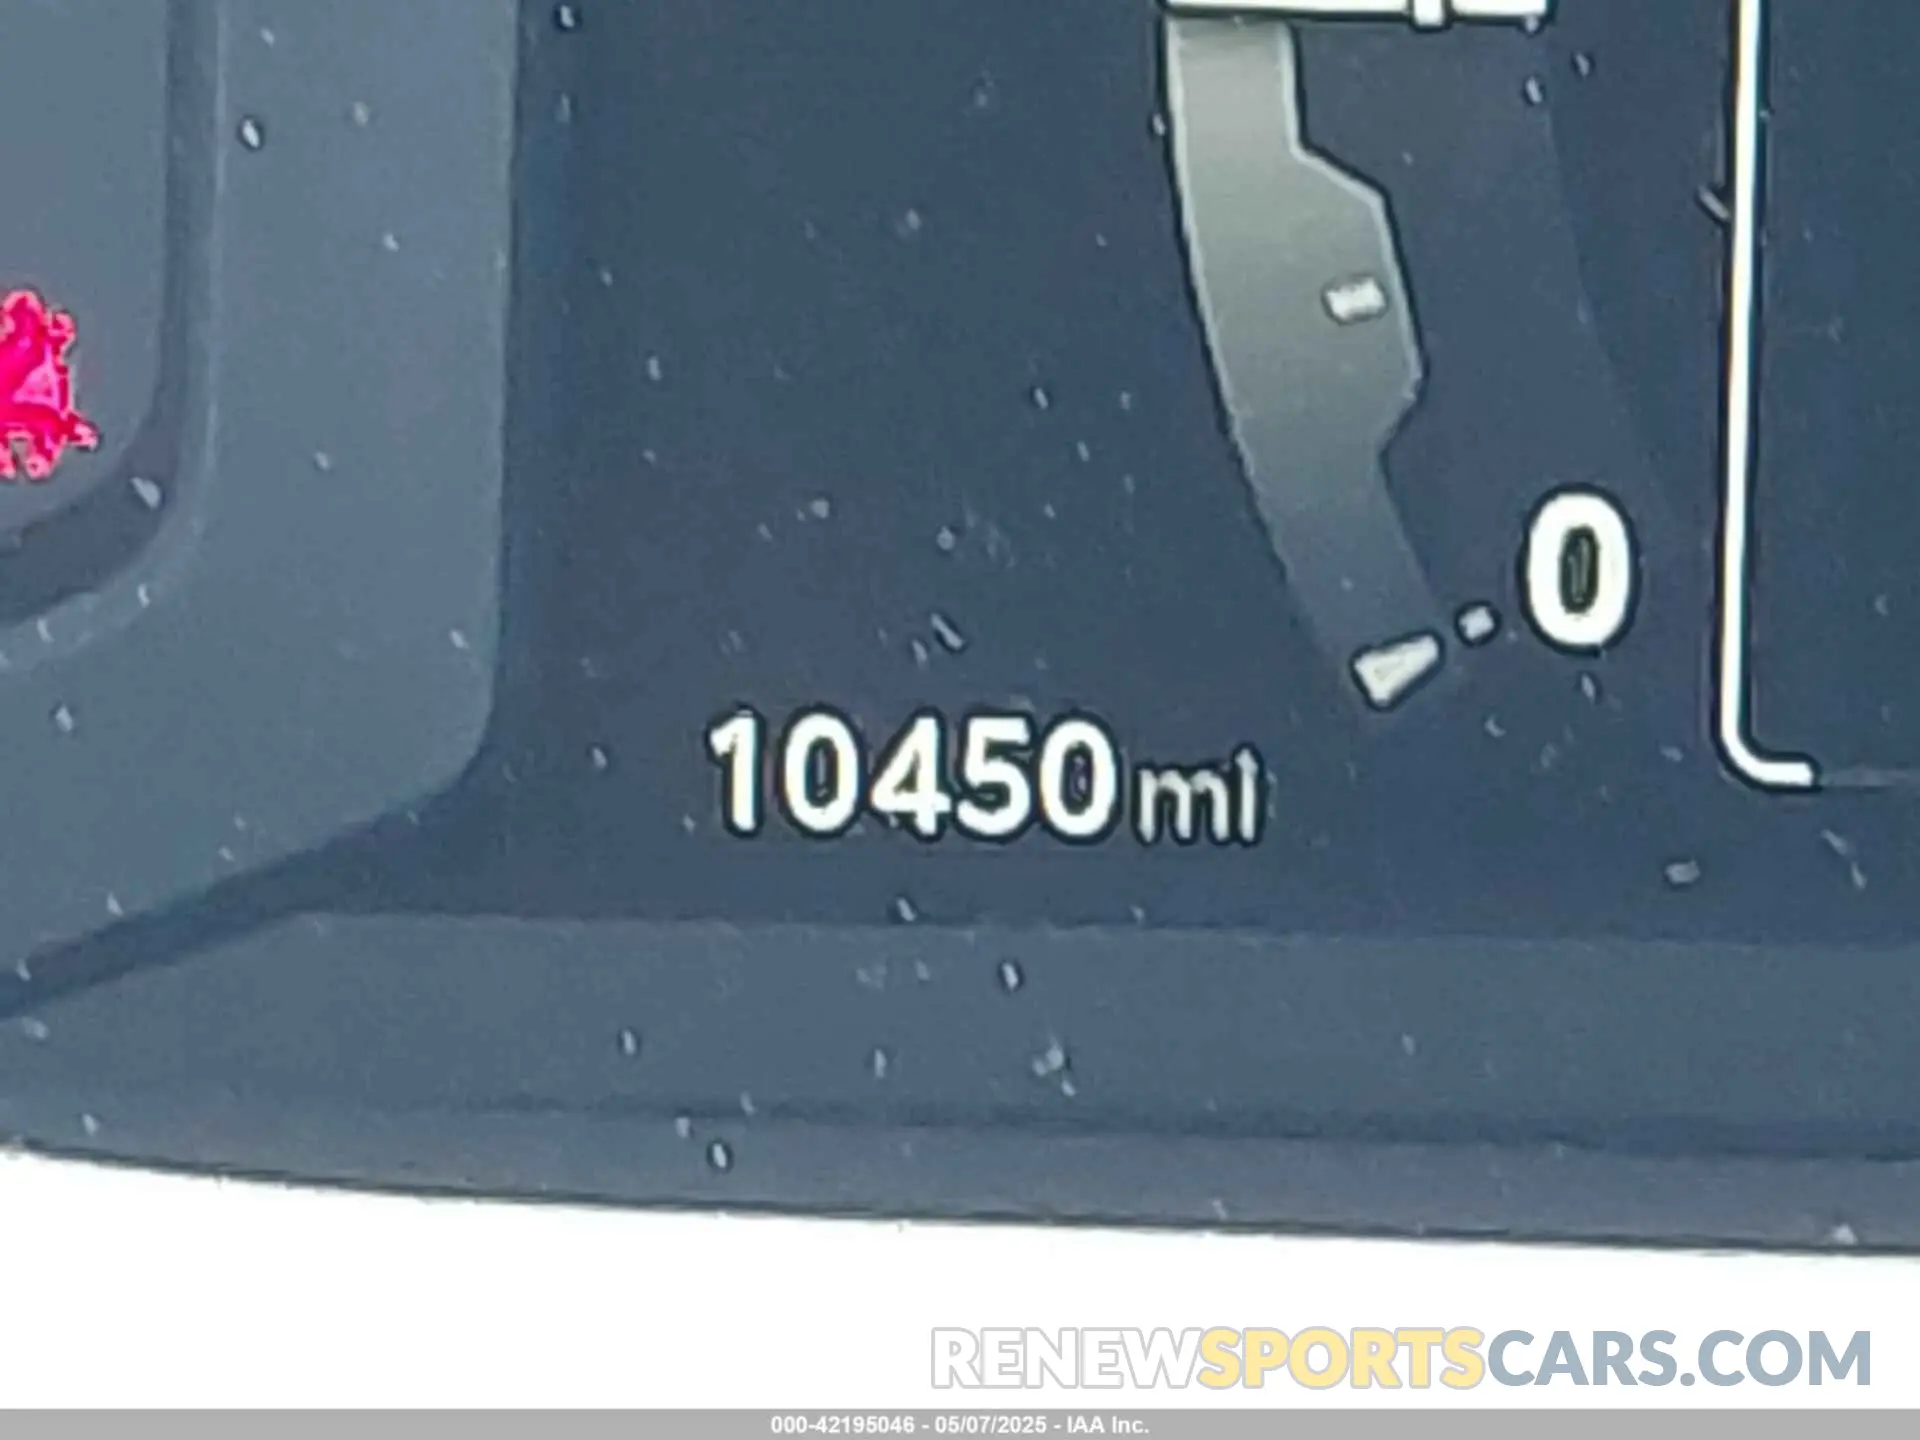 0
10450 mi
RENEWSPORTSCARS.COM
000-42195046 - 05/07/2025 - IAA Inc.